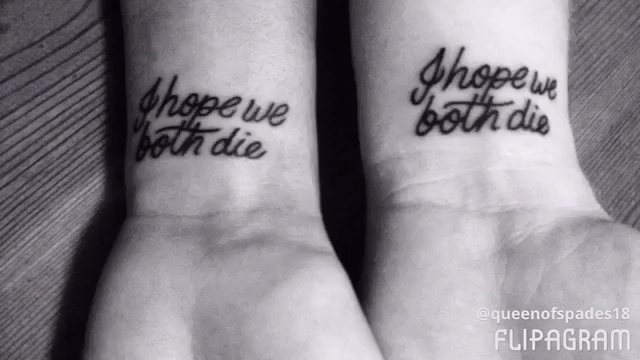 I hope we
both die
I hope we
both die
@queenofspades18
FLIPAGRAM